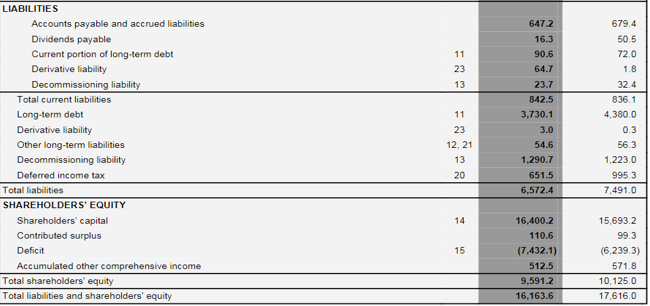 LIABILITIES
Accounts payable and accrued liabilities 647.2 679.4
Dividends payable 16.3 50.5
Current portion of long-term debt 11 90.6 72.0
Derivative liability 23 64.7 1.8
Decommissioning liability 13 23.7 32.4
Total current liabilities 842.5 836.1
Long-term debt 11 3,730.1 4,380.0
Derivative liability 23 3.0 0.3
Other long-term liabilities 12, 21 54.6 56.3
Decommissioning liability 13 1,290.7 1,223.0
Deferred income tax 20 651.5 995.3
Total liabilities 6,572.4 7,491.0
SHAREHOLDERS' EQUITY
Shareholders' capital 14 16,400.2 15,693.2
Contributed surplus 110.6 99.3
Deficit 15 (7,432.1) (6,239.3)
Accumulated other comprehensive income 512.5 571.8
Total shareholders' equity 9,591.2 10,125.0
Total liabilities and shareholders' equity 16,163.6 17,616.0